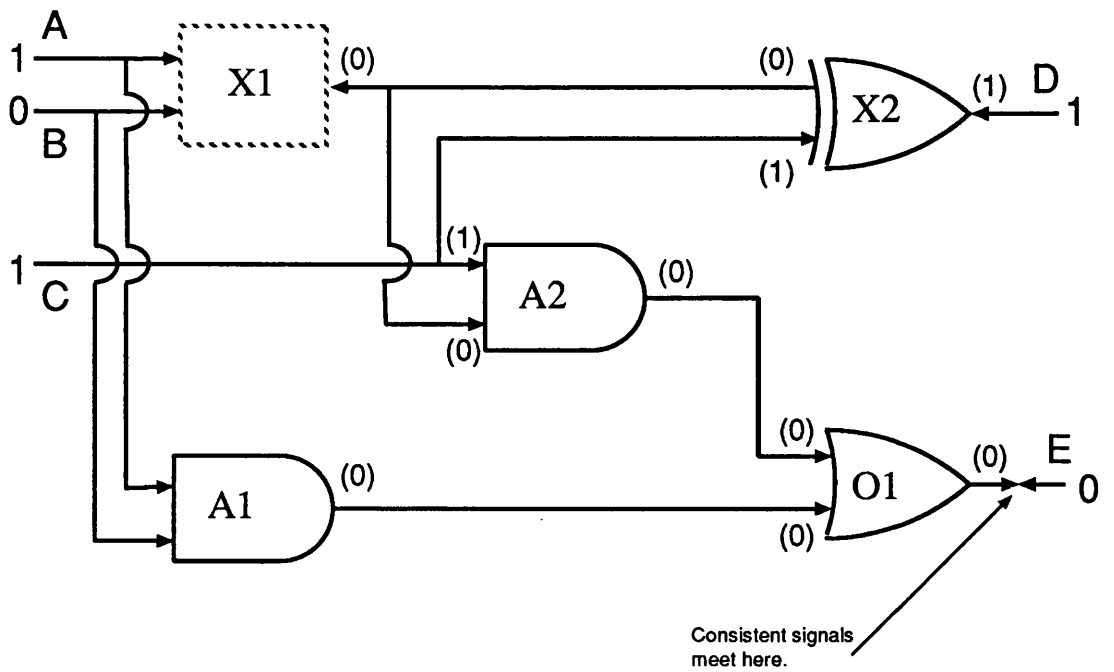 A
1
X1
(0)
(0)
X2
(1)
D
1
0
B
(1)
1
C
(1)
A2
(0)
(0)
A1
(0)
(0)
O1
(0)
E
0
(0)
Consistent signals
meet here.